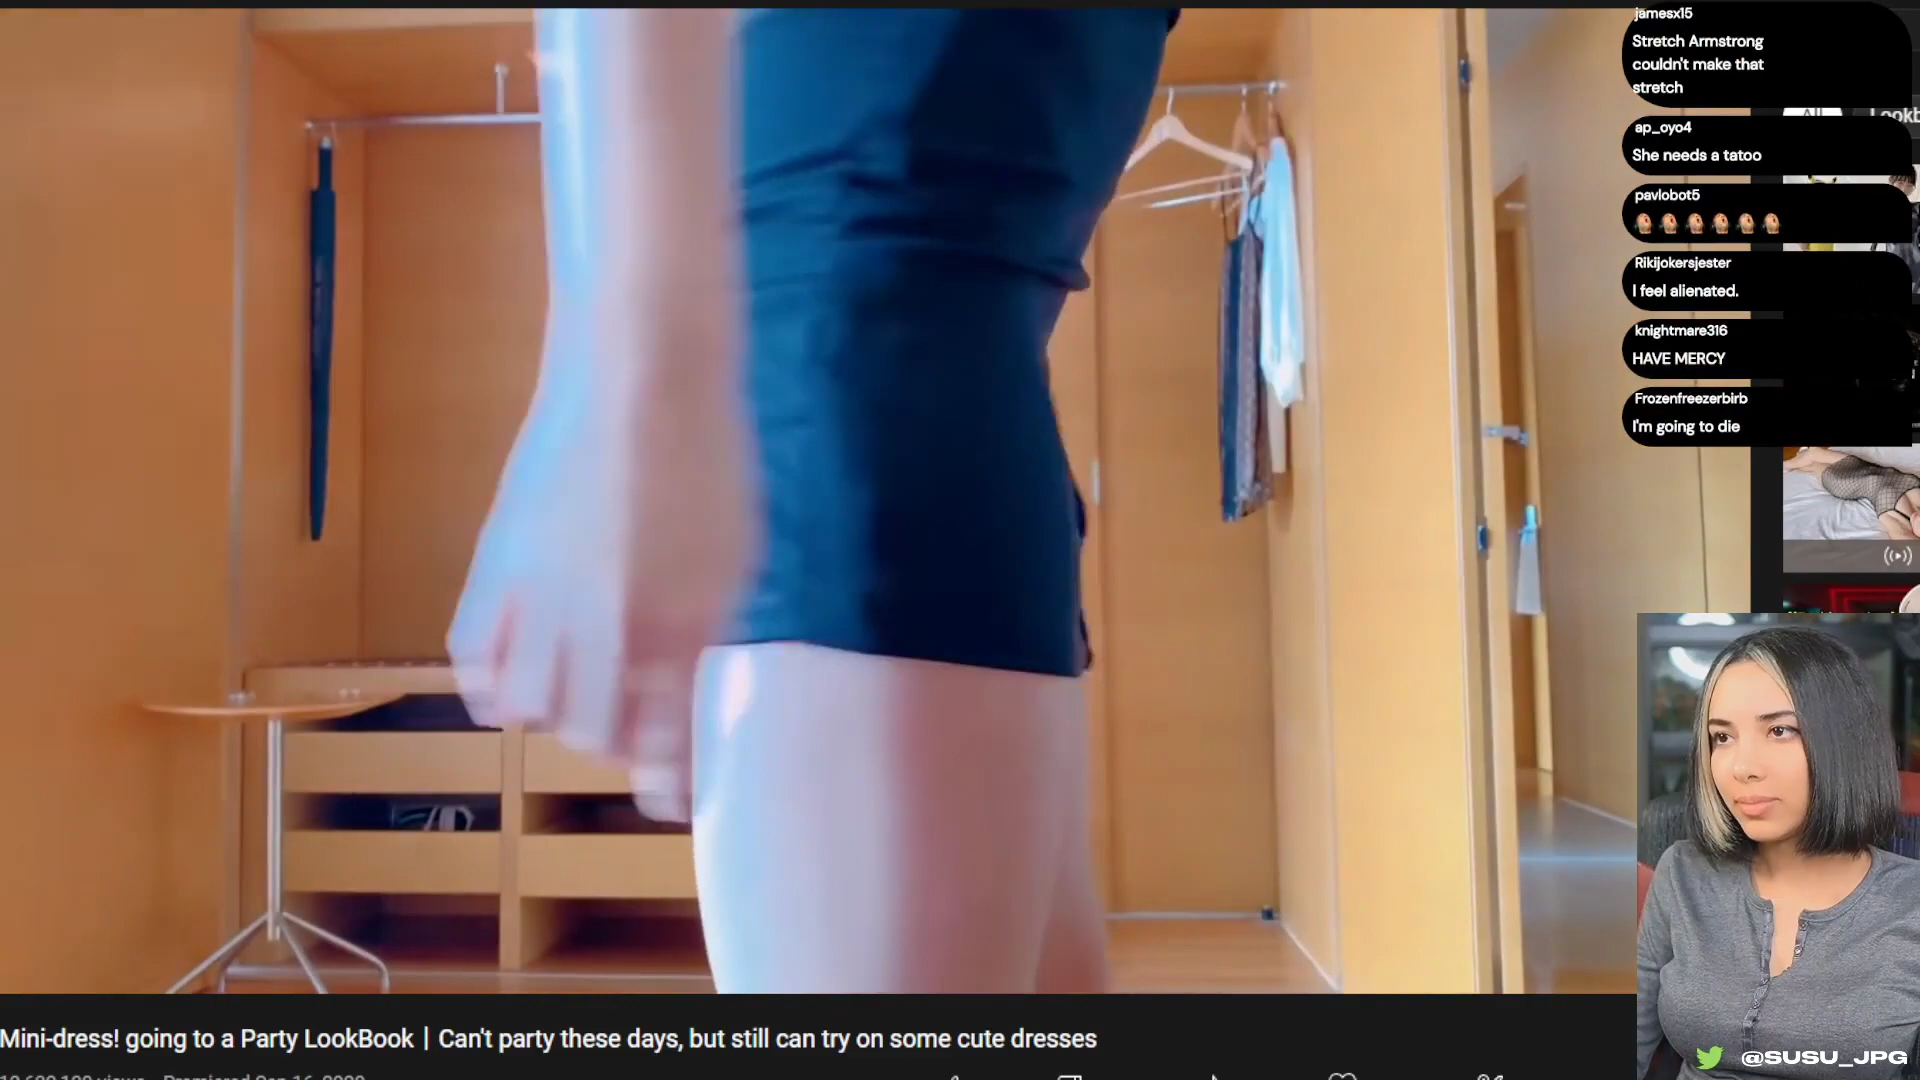 jamesx15
Stretch Armstrong
couldn't make that
stretch
ap_oyo4
She needs a tatoo
pavlobot5
Rikijokersjester
I feel alienated.
knightmare316
HAVE MERCY
Frozenfreezerbirb
I'm going to die
Mini-dress! going to a Party LookBook | Can't party these days, but still can try on some cute dresses
@SUSU_JPG